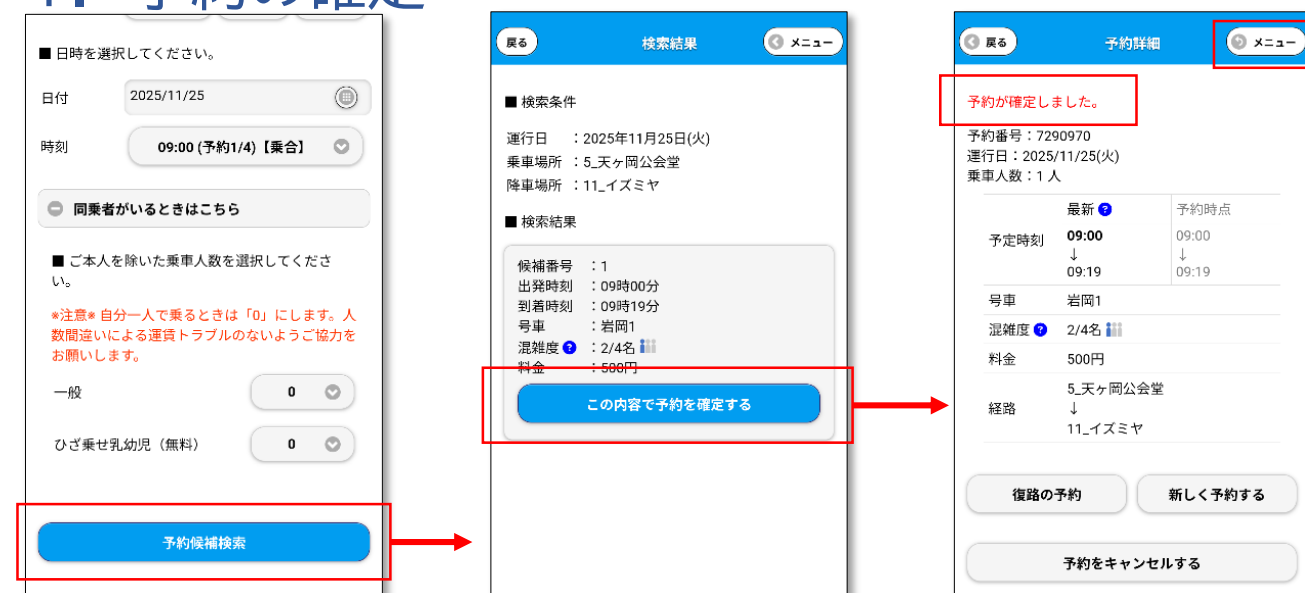 予約の確定
■ 日時を選択してください。
日付 2025/11/25
時刻 09:00 (予約1/4)【乗合】
同乗者がいるときはこちら
■ ご本人を除いた乗車人数を選択してくださ
い。
※注意※ 自分一人で乗るときは「0」にします。人
数間違いによる運賃トラブルのないようご協力を
お願いします。
一般 0
ひざ乗せ乳幼児（無料） 0
予約候補検索
戻る 検索結果 メニュー
■ 検索条件
運行日 ：2025年11月25日(火)
乗車場所 ：5_天ヶ岡公会堂
降車場所 ：11_イズミヤ
■ 検索結果
候補番号 ：1
出発時刻 ：09時00分
到着時刻 ：09時19分
号車 ：岩岡1
混雑度 ? ：2/4名
料金 ：500円
この内容で予約を確定する
戻る 予約詳細 メニュー
予約が確定しました。
予約番号：7290970
運行日：2025/11/25(火)
乗車人数：1 人
最新 ? 予約時点
予定時刻 09:00 09:00
↓ ↓
09:19 09:19
号車 岩岡1
混雑度 ? 2/4名
料金 500円
経路 5_天ヶ岡公会堂
↓
11_イズミヤ
復路の予約 新しく予約する
予約をキャンセルする